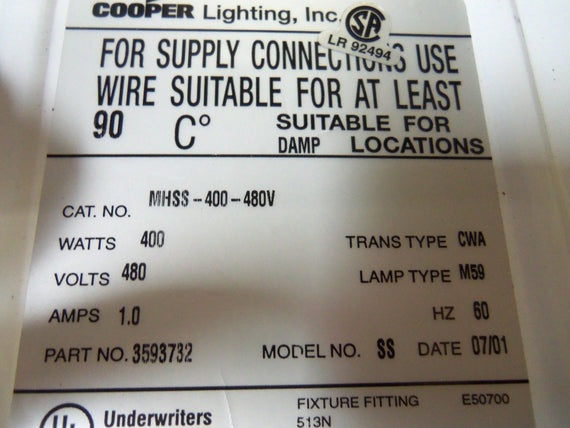 COOPER Lighting, Inc.
SA
LR 92494
FOR SUPPLY CONNECTIONS USE
WIRE SUITABLE FOR AT LEAST
90 C° SUITABLE FOR
DAMP LOCATIONS
CAT. NO. MHSS-400-480V
WATTS 400 TRANS TYPE CWA
VOLTS 480 LAMP TYPE M59
AMPS 1.0 HZ 60
PART NO. 3593732 MODEL NO. SS DATE 07/01
UL Underwriters
FIXTURE FITTING E50700
513N